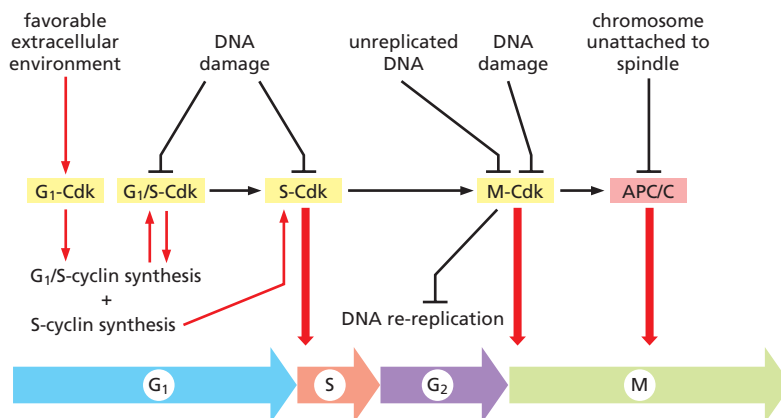 favorable
extracellular
environment
DNA
damage
unreplicated
DNA
DNA
damage
chromosome
unattached to
spindle
G₁-Cdk
G₁/S-Cdk
S-Cdk
M-Cdk
APC/C
G₁/S-cyclin synthesis
+
S-cyclin synthesis
DNA re-replication
G₁
S
G₂
M